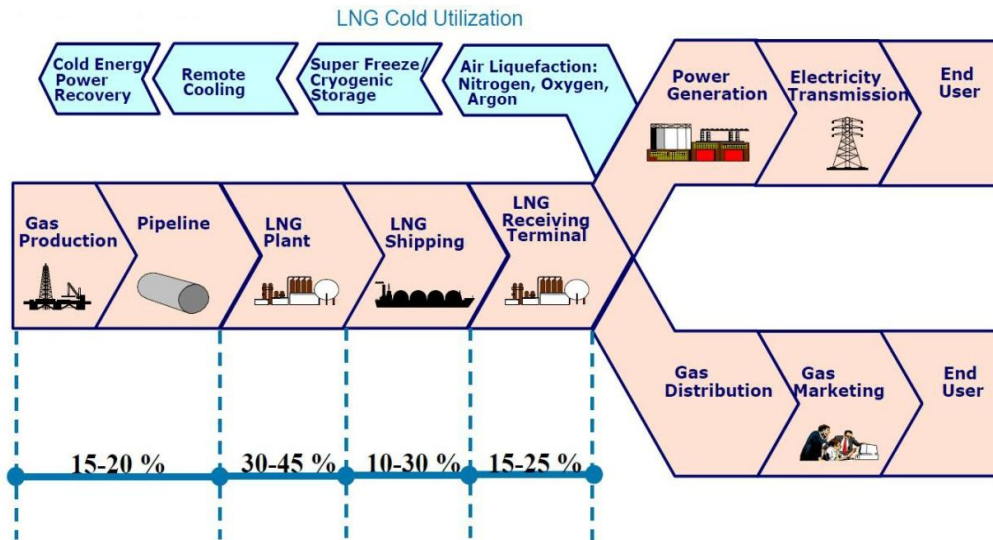 LNG Cold Utilization
Cold Energy
Power
Recovery
Remote
Cooling
Super Freeze/
Cryogenic
Storage
Air Liquefaction:
Nitrogen, Oxygen,
Argon
Power
Generation
Electricity
Transmission
End
User
Gas
Production
Pipeline
LNG
Plant
LNG
Shipping
LNG
Receiving
Terminal
Gas
Distribution
Gas
Marketing
End
User
15-20 %
30-45 %
10-30 %
15-25 %